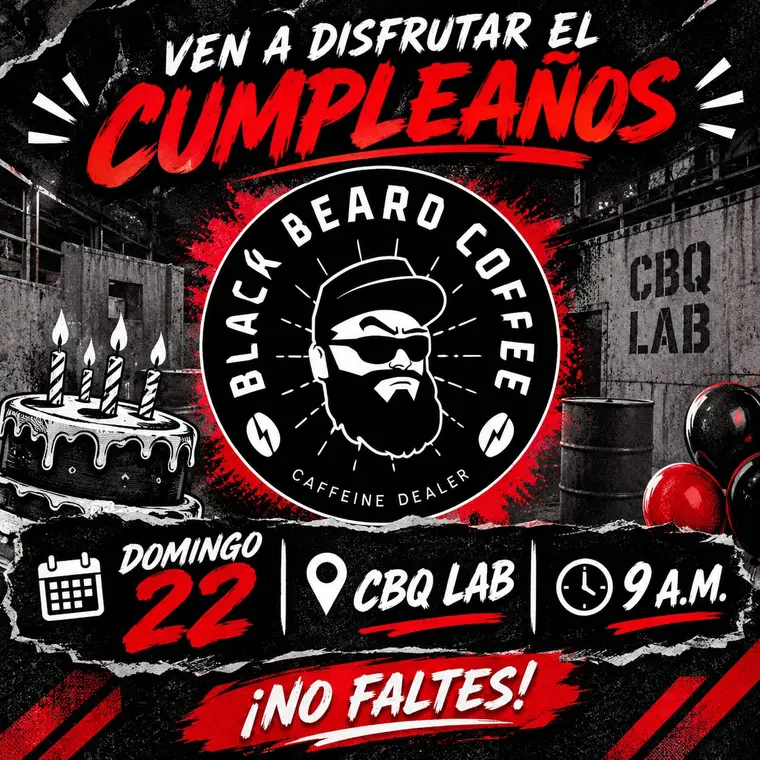 VEN A DISFRUTAR EL
CUMPLEAÑOS
BLACK BEARD COFFEE
CAFFEINE DEALER
CBQ
LAB
DOMINGO
22
CBQ LAB
9 A.M.
¡NO FALTES!